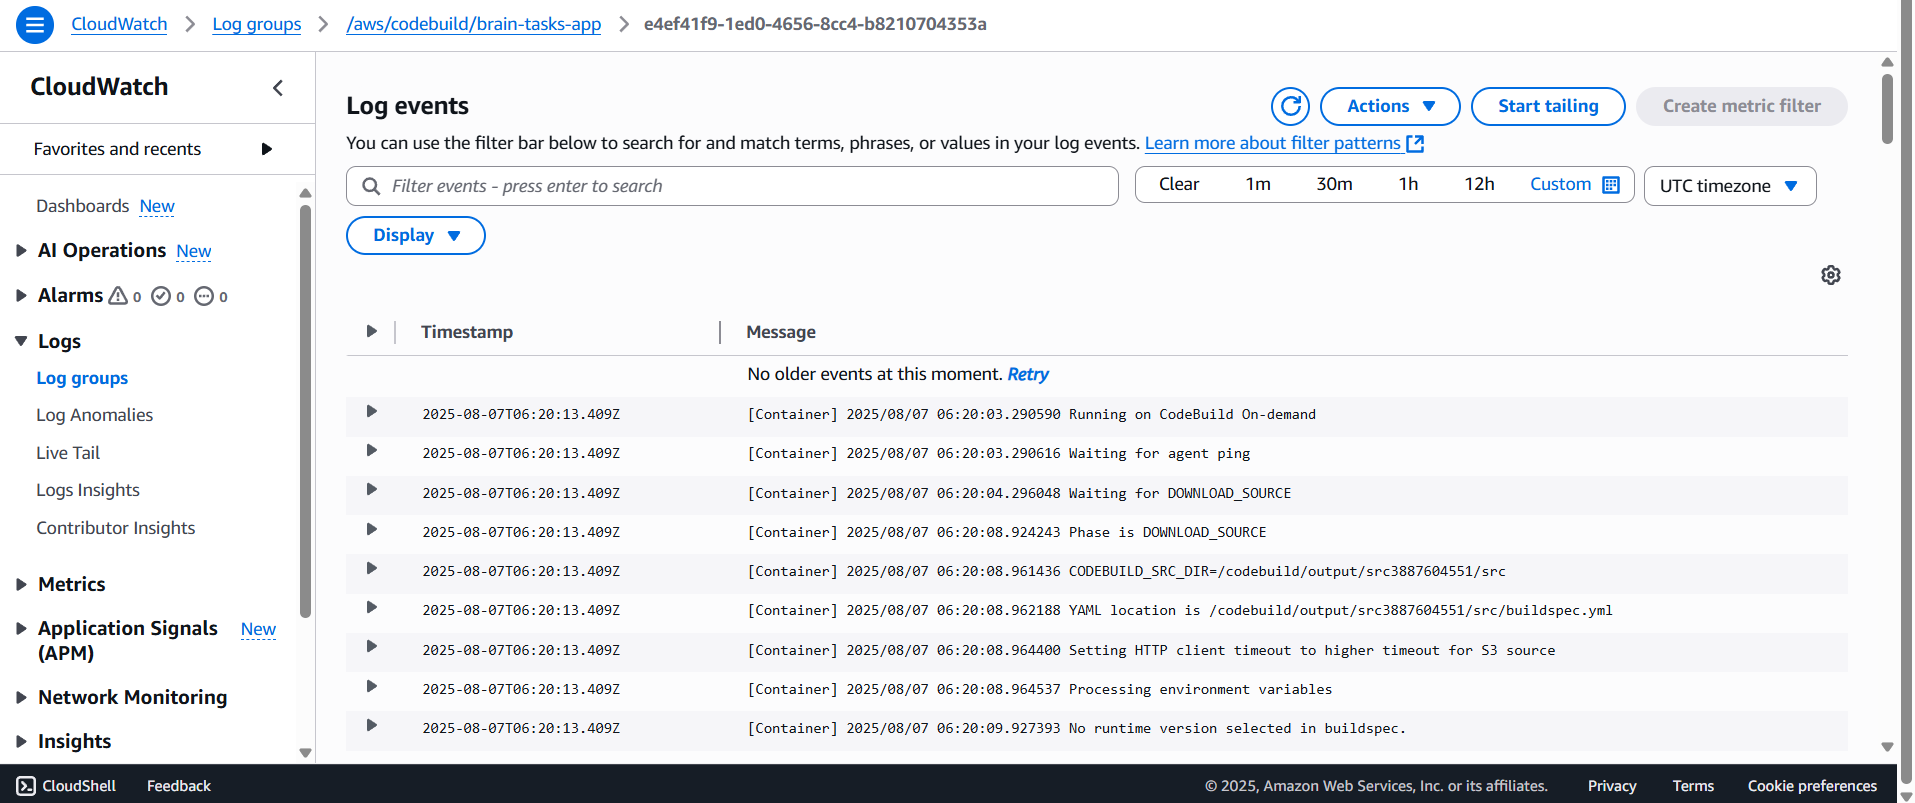 CloudWatch > Log groups > /aws/codebuild/brain-tasks-app > e4ef41f9-1ed0-4656-8cc4-b8210704353a
CloudWatch
Favorites and recents
Dashboards New
AI Operations New
Alarms 0 0 0
Logs
Log groups
Log Anomalies
Live Tail
Logs Insights
Contributor Insights
Metrics
Application Signals New
(APM)
Network Monitoring
Insights
Log events
Actions
Start tailing
Create metric filter
You can use the filter bar below to search for and match terms, phrases, or values in your log events. Learn more about filter patterns
Filter events - press enter to search
Clear 1m 30m 1h 12h Custom
UTC timezone
Display
Timestamp Message
No older events at this moment. Retry
2025-08-07T06:20:13.409Z [Container] 2025/08/07 06:20:03.290590 Running on CodeBuild On-demand
2025-08-07T06:20:13.409Z [Container] 2025/08/07 06:20:03.290616 Waiting for agent ping
2025-08-07T06:20:13.409Z [Container] 2025/08/07 06:20:04.296048 Waiting for DOWNLOAD_SOURCE
2025-08-07T06:20:13.409Z [Container] 2025/08/07 06:20:08.924243 Phase is DOWNLOAD_SOURCE
2025-08-07T06:20:13.409Z [Container] 2025/08/07 06:20:08.961436 CODEBUILD_SRC_DIR=/codebuild/output/src3887604551/src
2025-08-07T06:20:13.409Z [Container] 2025/08/07 06:20:08.962188 YAML location is /codebuild/output/src3887604551/src/buildspec.yml
2025-08-07T06:20:13.409Z [Container] 2025/08/07 06:20:08.964400 Setting HTTP client timeout to higher timeout for S3 source
2025-08-07T06:20:13.409Z [Container] 2025/08/07 06:20:08.964537 Processing environment variables
2025-08-07T06:20:13.409Z [Container] 2025/08/07 06:20:09.927393 No runtime version selected in buildspec.
CloudShell Feedback © 2025, Amazon Web Services, Inc. or its affiliates. Privacy Terms Cookie preferences